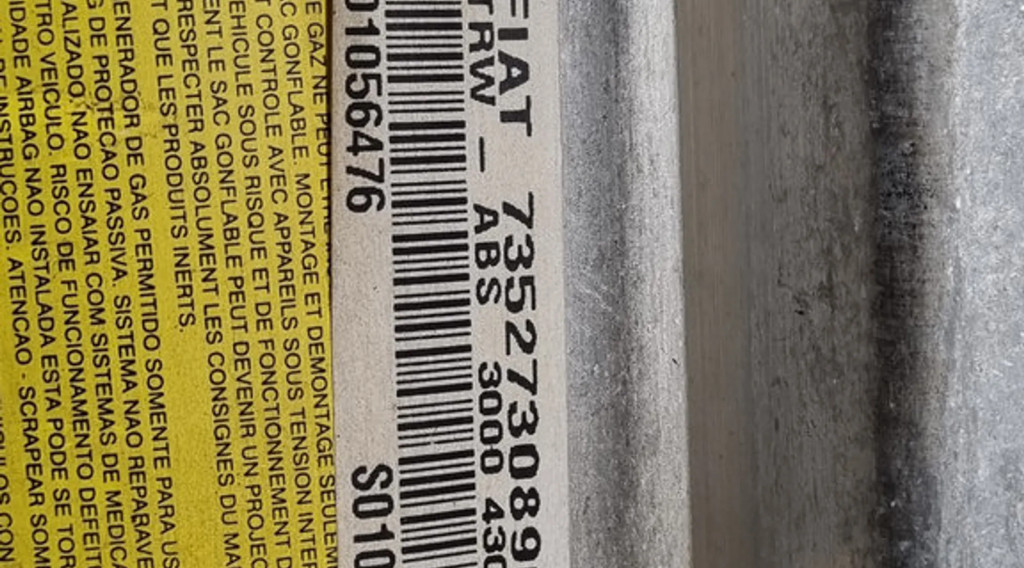 FIAT 735273089
TRW – ABS 3000 430
01056476 S010
E GAZ NE PEUT
C GONFLABLE. MONTAGE ET DEMONTAGE SEULEM
T CONTROLE AVEC APPAREILS SOUS TENSION INTER
EHICULE SOUS RISQUE ET DE FONCTIONNEMENT D
ENT LE SAC GONFLABLE PEUT DEVENIR UN PROJEC
RESPECTER ABSOLUMENT LES CONSIGNES DU MA
T QUE LES PRODUITS INERTS.
ENERADOR DE GAS PERMITIDO SOMENTE PARA US
G DE PROTECAO PASSIVA. SISTEMA NAO REPARAVE
ALIZADO. NAO ENSAIAR COM SISTEMAS DE MEDICA
TRO VEICULO. RISCO DE FUNCIONAMENTO DEFEIT
IDADE AIRBAG NAO INSTALADA ESTA PODE SE TOR
DE INSTRUCOES. ATENCAO - SCRAPEAR SOM